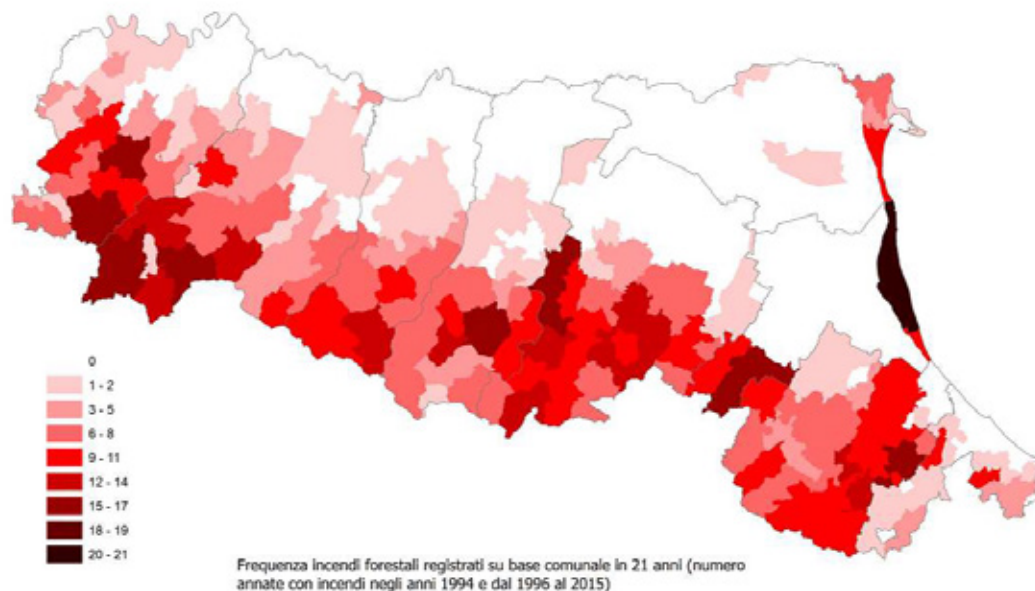 0
1 - 2
3 - 5
6 - 8
9 - 11
12 - 14
15 - 17
18 - 19
20 - 21
Frequenza incendi forestali registrati su base comunale in 21 anni (numero
annate con incendi negli anni 1994 e dal 1996 al 2015)